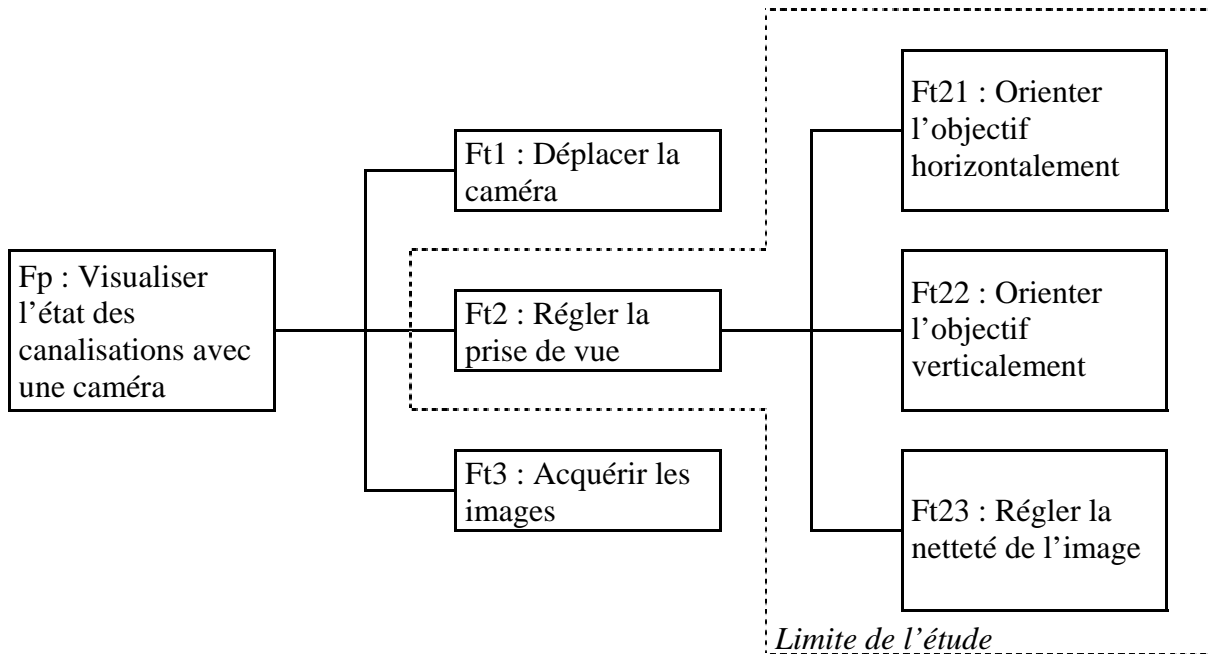 Fp : Visualiser
l’état des
canalisations avec
une caméra
Ft1 : Déplacer la
caméra
Ft2 : Régler la
prise de vue
Ft3 : Acquérir les
images
Ft21 : Orienter
l’objectif
horizontalement
Ft22 : Orienter
l’objectif
verticalement
Ft23 : Régler la
netteté de l’image
Limite de l’étude